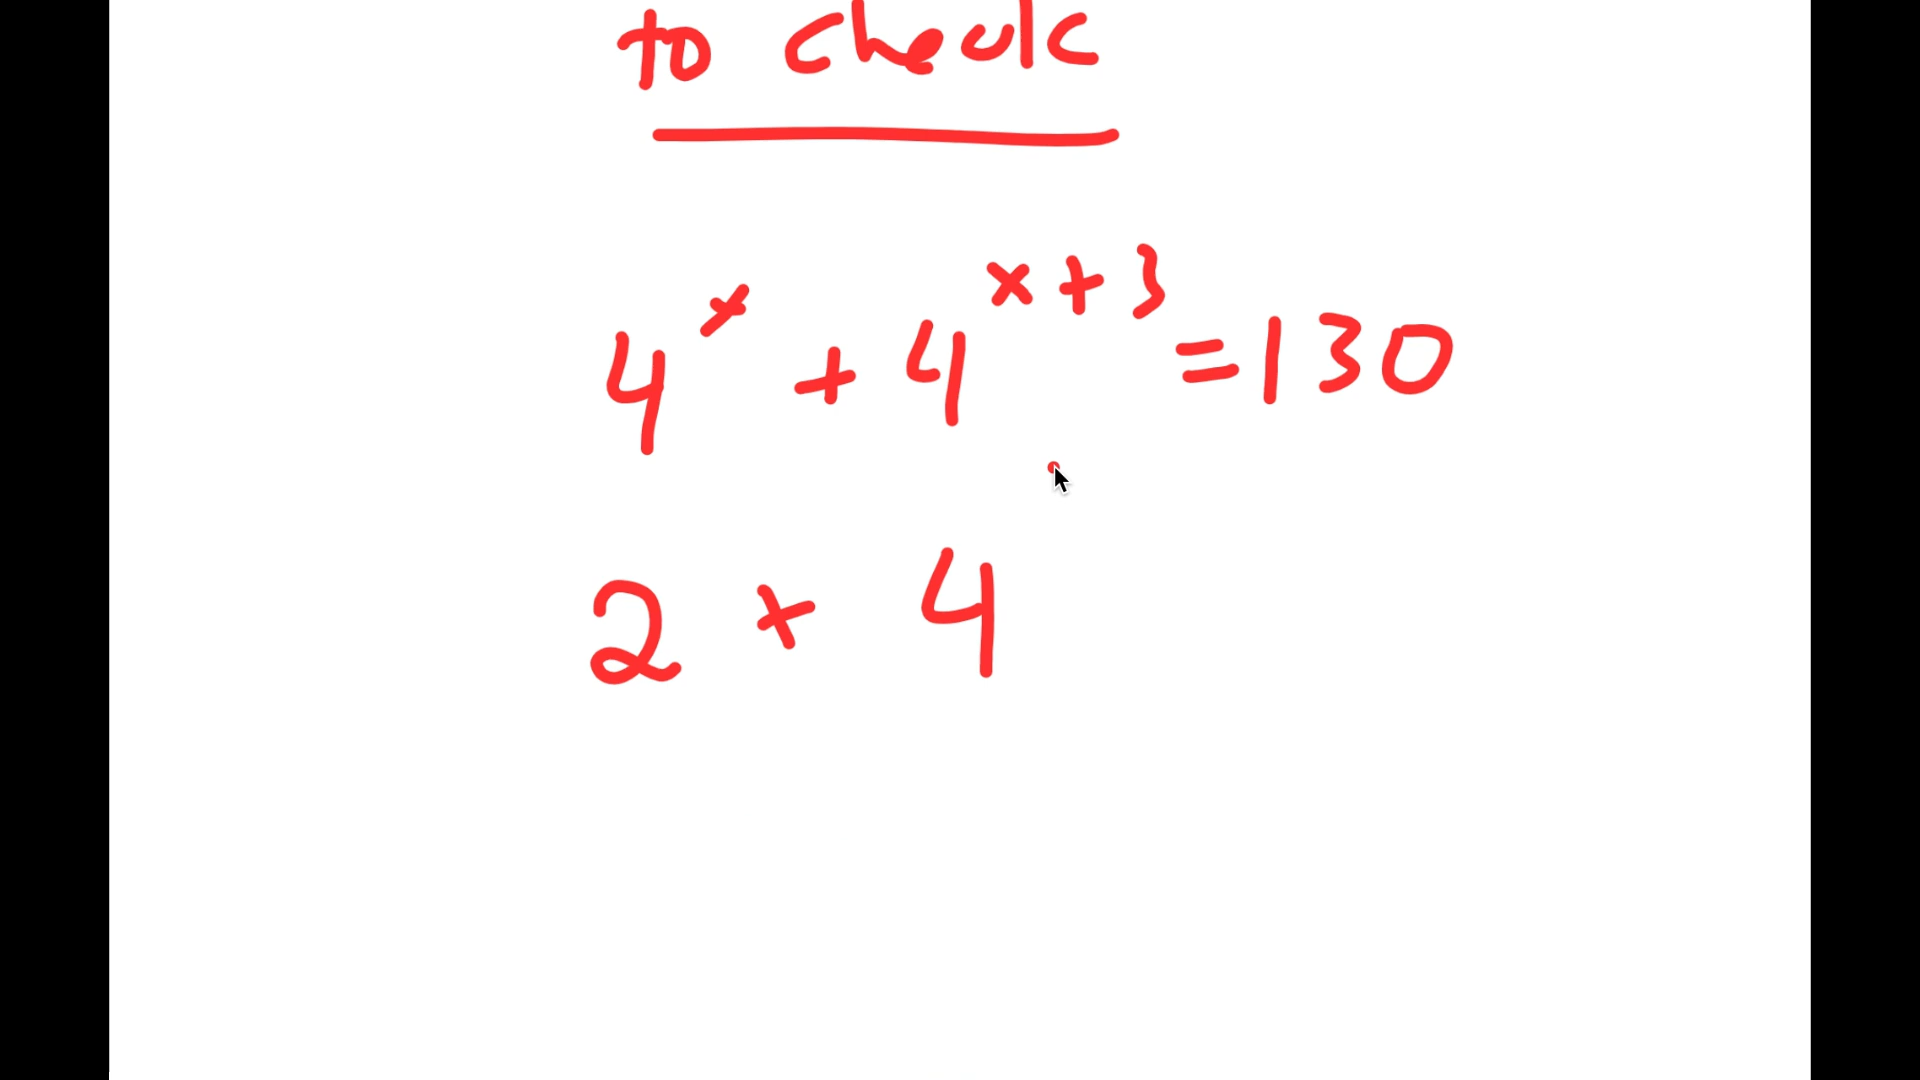 to check
4^x + 4^{x+3} = 130
2 + 4